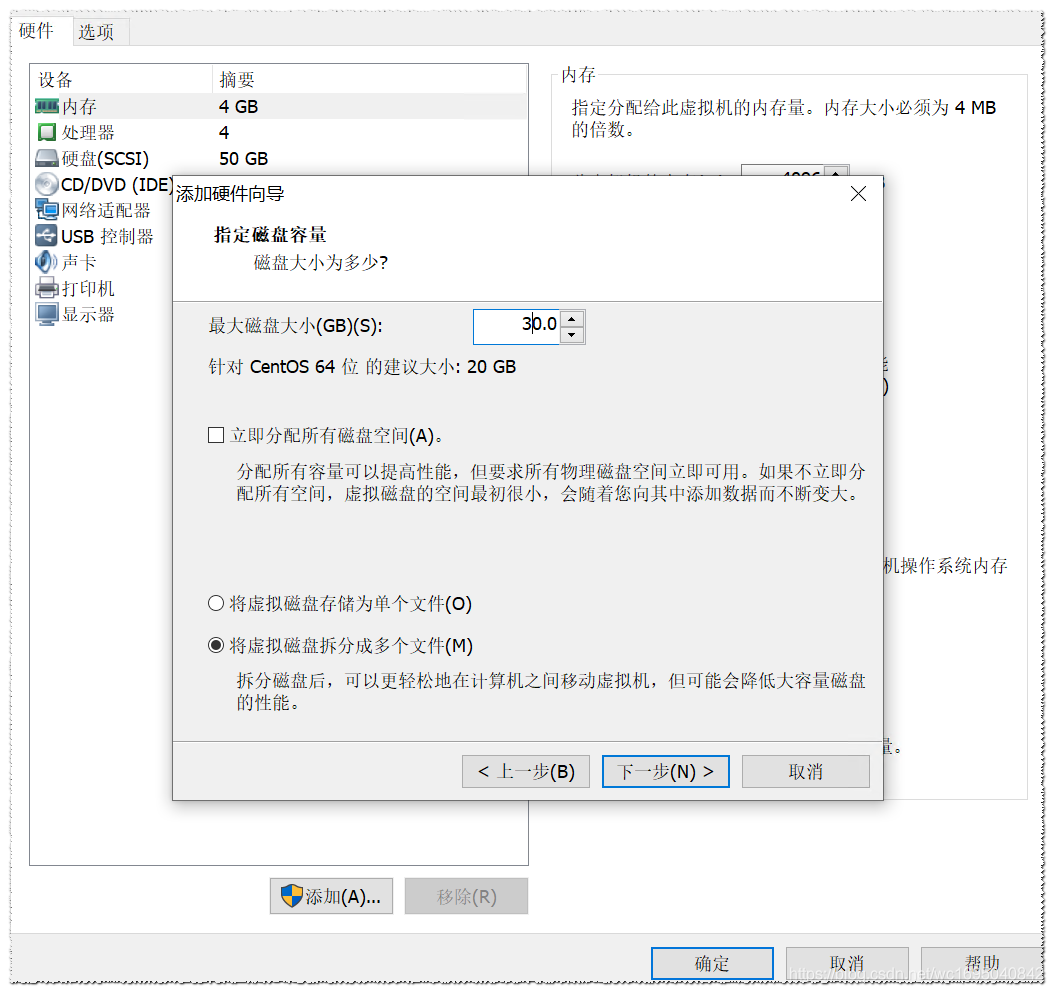 硬件 选项
设备 摘要
内存 4 GB
处理器 4
硬盘(SCSI) 50 GB
CD/DVD (IDE)
网络适配器
USB 控制器
声卡
打印机
显示器
内存
指定分配给此虚拟机的内存量。内存大小必须为 4 MB
的倍数。
添加硬件向导
指定磁盘容量
磁盘大小为多少?
最大磁盘大小(GB)(S): 30.0
针对 CentOS 64 位 的建议大小: 20 GB
立即分配所有磁盘空间(A)。
分配所有容量可以提高性能，但要求所有物理磁盘空间立即可用。如果不立即分
配所有空间，虚拟磁盘的空间最初很小，会随着您向其中添加数据而不断变大。
机操作系统内存
将虚拟磁盘存储为单个文件(O)
将虚拟磁盘拆分成多个文件(M)
拆分磁盘后，可以更轻松地在计算机之间移动虚拟机，但可能会降低大容量磁盘
的性能。
量。
< 上一步(B) 下一步(N) > 取消
添加(A)... 移除(R)
确定 取消 帮助